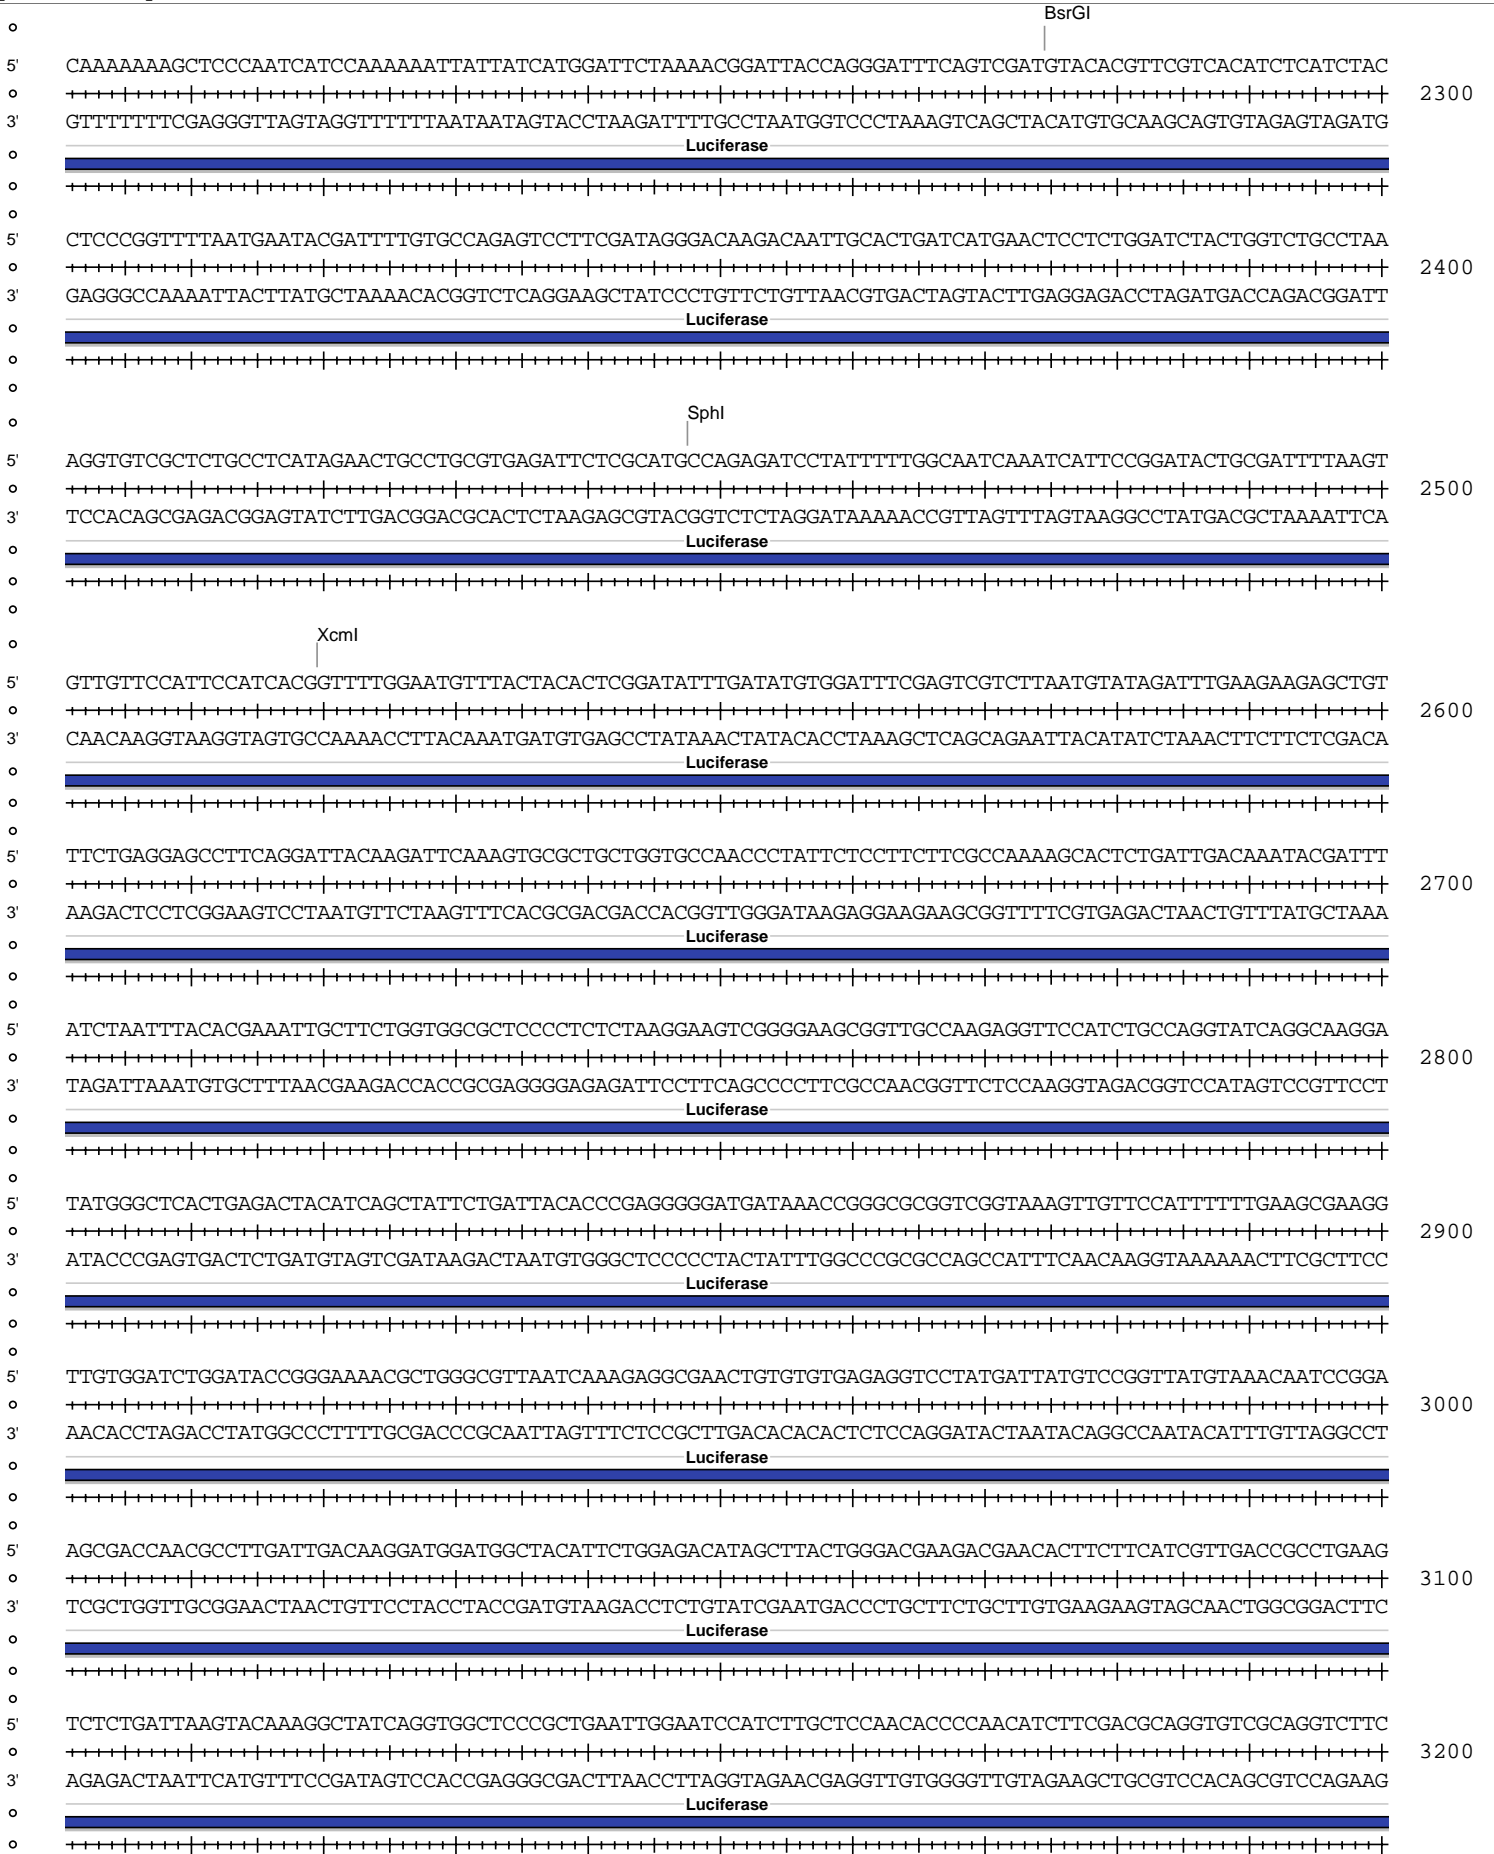 BsrGI
5' CAAAAAAAGCTCCCAATCATCCAAAAAATTATTATCATGGATTCTAAAACGGATTACCAGGGATTTCAGTCGATGTACACGTTCGTCACATCTCATCTAC
2300
3' GTTTTTTTCGAGGGTTAGTAGGTTTTTTAATAATAGTACCTAAGATTTTGCCTAATGGTCCCTAAAGTCAGCTACATGTGCAAGCAGTGTAGAGTAGATG
Luciferase
5' CTCCCGGTTTTAATGAATACGATTTTGTGCCAGAGTCCTTCGATAGGGACAAGACAATTGCACTGATCATGAACTCCTCTGGATCTACTGGTCTGCCTAA
2400
3' GAGGGCCAAAATTACTTATGCTAAAACACGGTCTCAGGAAGCTATCCCTGTTCTGTTAACGTGACTAGTACTTGAGGAGACCTAGATGACCAGACGGATT
Luciferase
SphI
5' AGGTGTCGCTCTGCCTCATAGAACTGCCTGCGTGAGATTCTCGCATGCCAGAGATCCTATTTTTGGCAATCAAATCATTCCGGATACTGCGATTTTAAGT
2500
3' TCCACAGCGAGACGGAGTATCTTGACGGACGCACTCTAAGAGCGTACGGTCTCTAGGATAAAAACCGTTAGTTTAGTAAGGCCTATGACGCTAAAATTCA
Luciferase
XcmI
5' GTTGTTCCATTCCATCACGGTTTTGGAATGTTTACTACACTCGGATATTTGATATGTGGATTTCGAGTCGTCTTAATGTATAGATTTGAAGAAGAGCTGT
2600
3' CAACAAGGTAAGGTAGTGCCAAAACCTTACAAATGATGTGAGCCTATAAACTATACACCTAAAGCTCAGCAGAATTACATATCTAAACTTCTTCTCGACA
Luciferase
5' TTCTGAGGAGCCTTCAGGATTACAAGATTCAAAGTGCGCTGCTGGTGCCAACCCTATTCTCCTTCTTCGCCAAAAGCACTCTGATTGACAAATACGATTT
2700
3' AAGACTCCTCGGAAGTCCTAATGTTCTAAGTTTCACGCGACGACCACGGTTGGGATAAGAGGAAGAAGCGGTTTTCGTGAGACTAACTGTTTATGCTAAA
Luciferase
5' ATCTAATTTACACGAAATTGCTTCTGGTGGCGCTCCCCTCTCTAAGGAAGTCGGGGAAGCGGTTGCCAAGAGGTTCCATCTGCCAGGTATCAGGCAAGGA
2800
3' TAGATTAAATGTGCTTTAACGAAGACCACCGCGAGGGGAGAGATTCCTTCAGCCCCTTCGCCAACGGTTCTCCAAGGTAGACGGTCCATAGTCCGTTCCT
Luciferase
5' TATGGGCTCACTGAGACTACATCAGCTATTCTGATTACACCCGAGGGGGATGATAAACCGGGCGCGGTCGGTAAAGTTGTTCCATTTTTTGAAGCGAAGG
2900
3' ATACCCGAGTGACTCTGATGTAGTCGATAAGACTAATGTGGGCTCCCCCTACTATTTGGCCCGCGCCAGCCATTTCAACAAGGTAAAAAACTTCGCTTCC
Luciferase
5' TTGTGGATCTGGATACCGGGAAAACGCTGGGCGTTAATCAAAGAGGCGAACTGTGTGTGAGAGGTCCTATGATTATGTCCGGTTATGTAAACAATCCGGA
3000
3' AACACCTAGACCTATGGCCCTTTTGCGACCCGCAATTAGTTTCTCCGCTTGACACACACTCTCCAGGATACTAATACAGGCCAATACATTTGTTAGGCCT
Luciferase
5' AGCGACCAACGCCTTGATTGACAAGGATGGATGGCTACATTCTGGAGACATAGCTTACTGGGACGAAGACGAACACTTCTTCATCGTTGACCGCCTGAAG
3100
3' TCGCTGGTTGCGGAACTAACTGTTCCTACCTACCGATGTAAGACCTCTGTATCGAATGACCCTGCTTCTGCTTGTGAAGAAGTAGCAACTGGCGGACTTC
Luciferase
5' TCTCTGATTAAGTACAAAGGCTATCAGGTGGCTCCCGCTGAATTGGAATCCATCTTGCTCCAACACCCCAACATCTTCGACGCAGGTGTCGCAGGTCTTC
3200
3' AGAGACTAATTCATGTTTCCGATAGTCCACCGAGGGCGACTTAACCTTAGGTAGAACGAGGTTGTGGGGTTGTAGAAGCTGCGTCCACAGCGTCCAGAAG
Luciferase